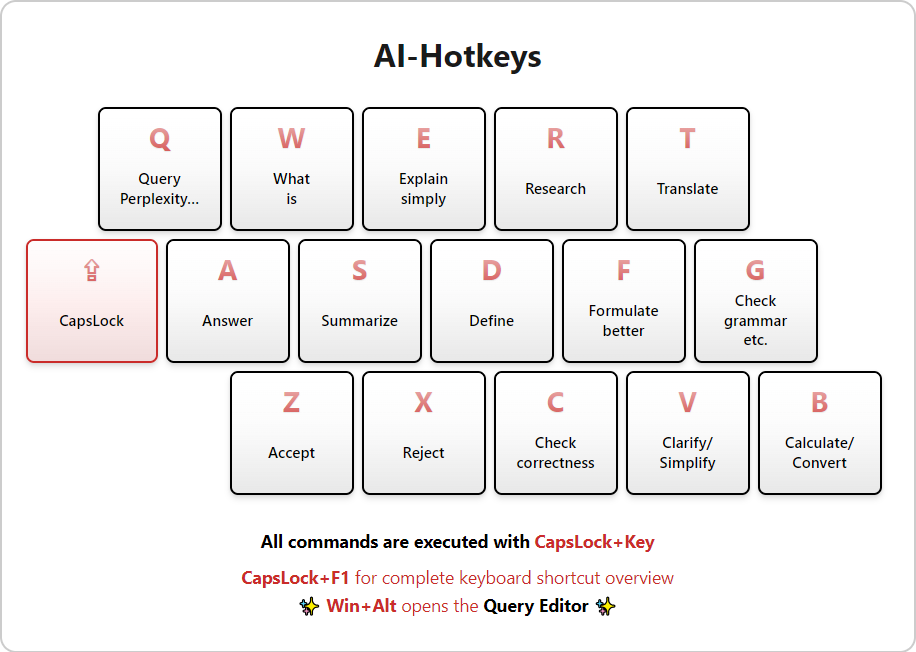 AI-Hotkeys
Q
Query
Perplexity...
W
What
is
E
Explain
simply
R
Research
T
Translate
⇪
CapsLock
A
Answer
S
Summarize
D
Define
F
Formulate
better
G
Check
grammar
etc.
Z
Accept
X
Reject
C
Check
correctness
V
Clarify/
Simplify
B
Calculate/
Convert
All commands are executed with CapsLock+Key
CapsLock+F1 for complete keyboard shortcut overview
✨ Win+Alt opens the Query Editor ✨